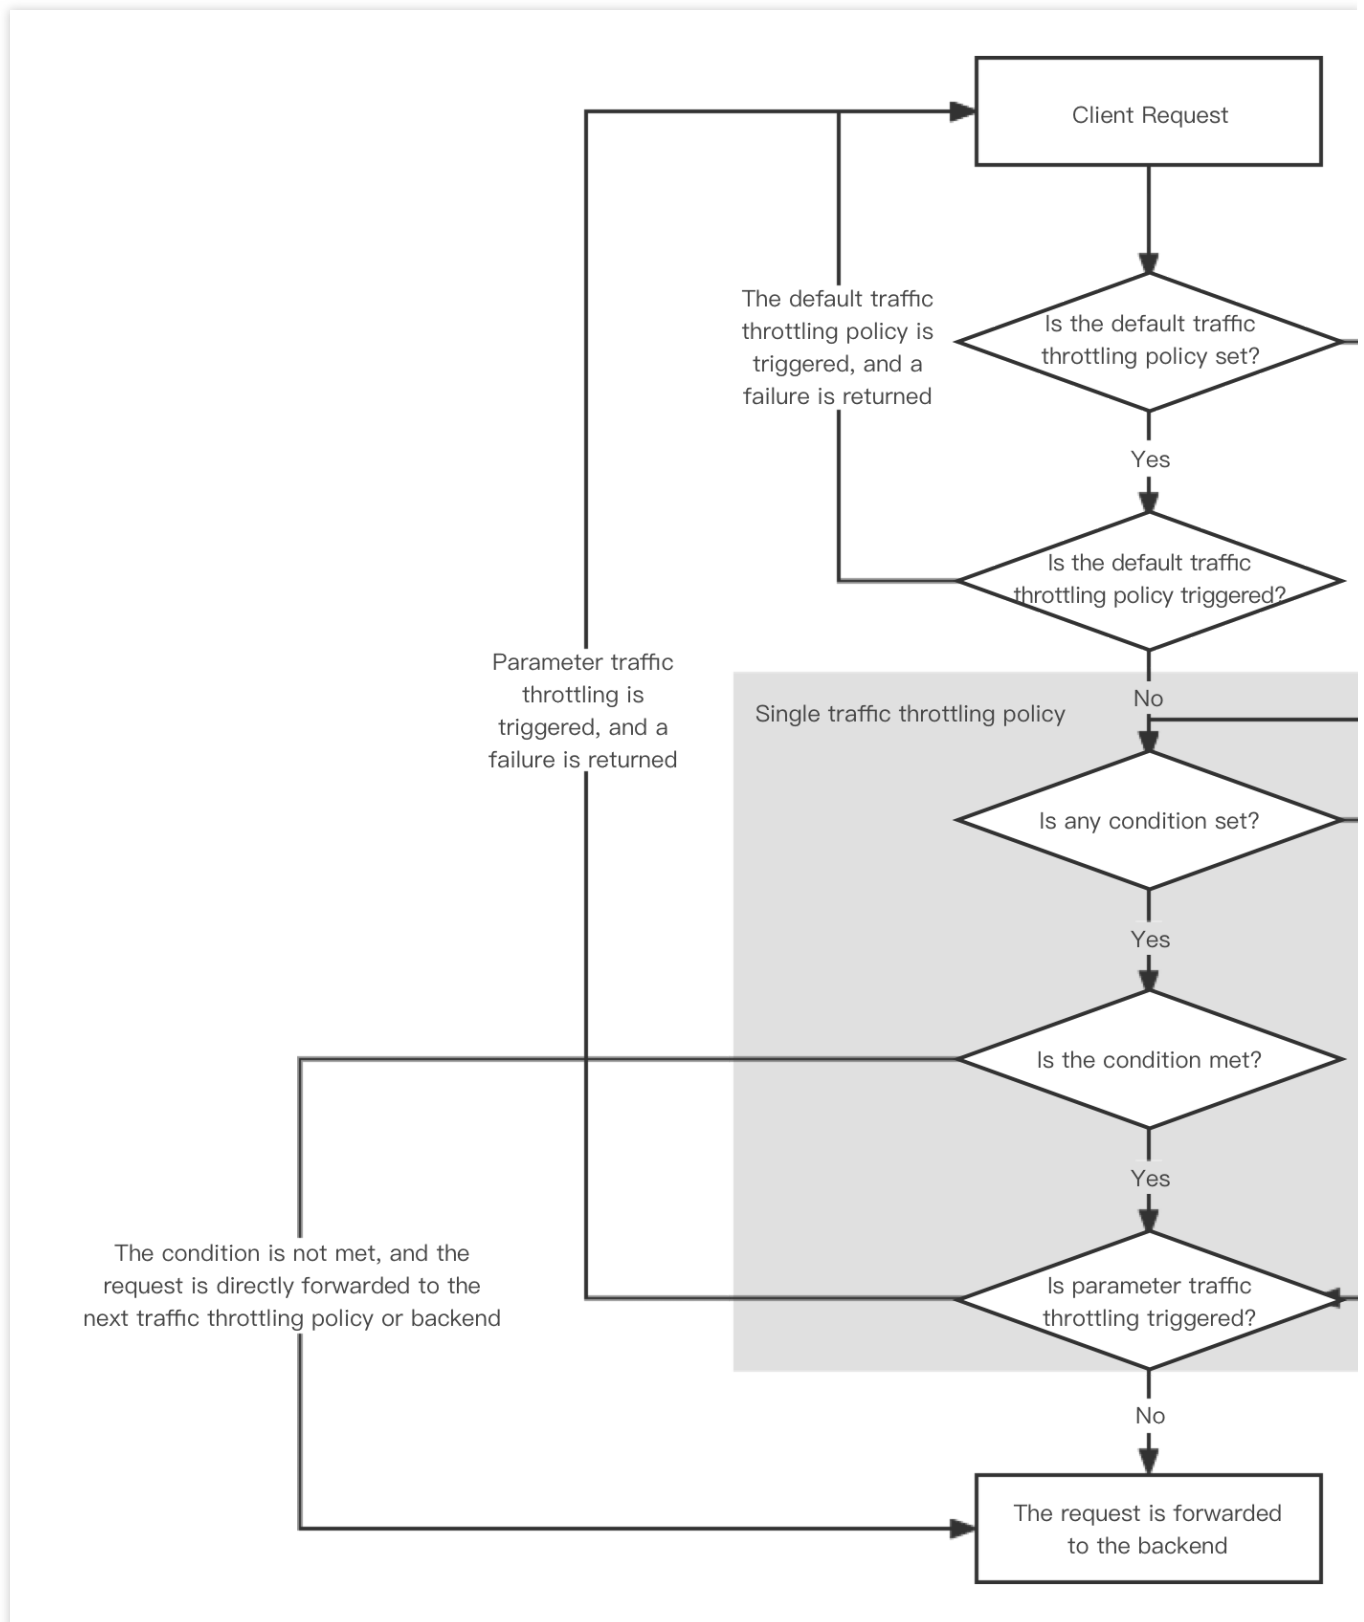 Client Request
The default traffic
throttling policy is
triggered, and a
failure is returned
Is the default traffic
throttling policy set?
Yes
Is the default traffic
throttling policy triggered?
Parameter traffic
throttling is
triggered, and a
failure is returned
No
Single traffic throttling policy
Is any condition set?
Yes
Is the condition met?
Yes
The condition is not met, and the
request is directly forwarded to the
next traffic throttling policy or backend
Is parameter traffic
throttling triggered?
No
The request is forwarded
to the backend